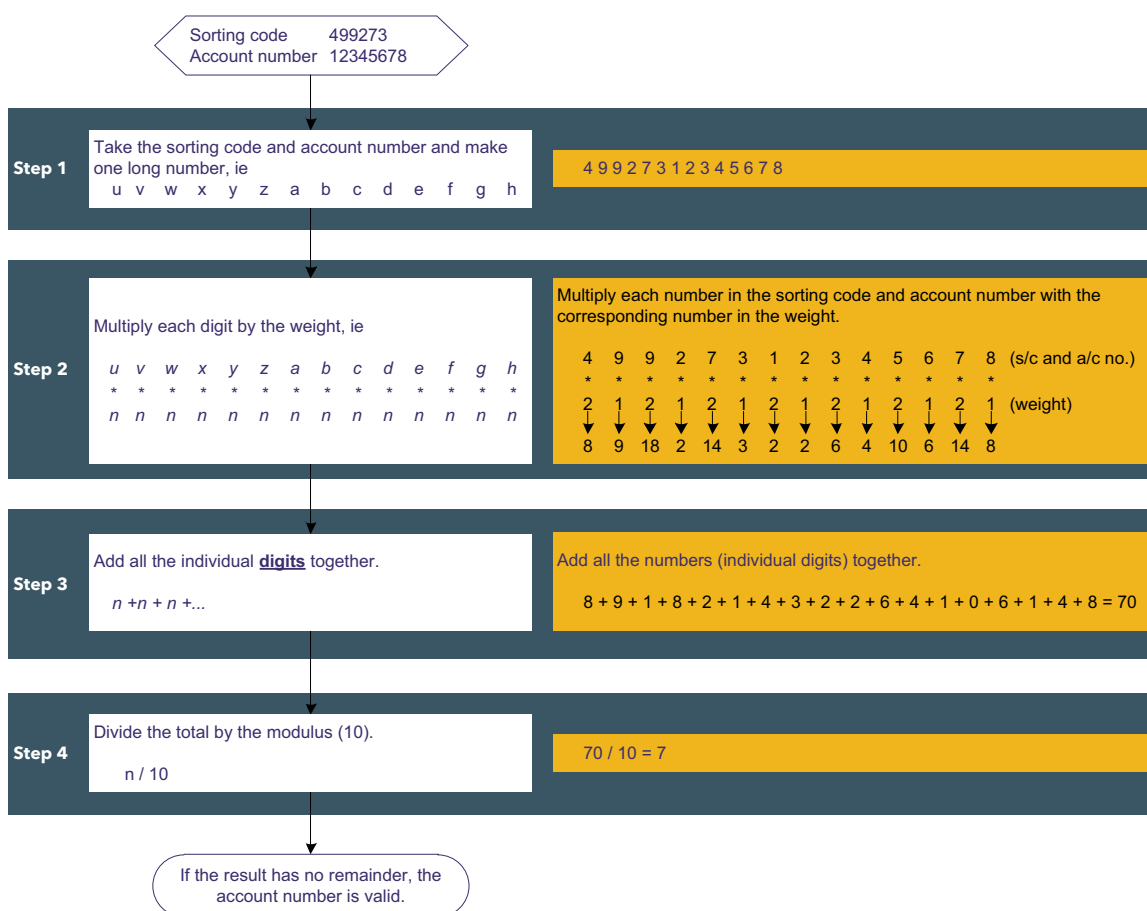 Sorting code 499273
Account number 12345678
Step 1
Take the sorting code and account number and make
one long number, ie
u v w x y z a b c d e f g h
4 9 9 2 7 3 1 2 3 4 5 6 7 8
Step 2
Multiply each digit by the weight, ie
u v w x y z a b c d e f g h
* * * * * * * * * * * * * *
n n n n n n n n n n n n n n
Multiply each number in the sorting code and account number with the
corresponding number in the weight.
4 9 9 2 7 3 1 2 3 4 5 6 7 8 (s/c and a/c no.)
* * * * * * * * * * * * * *
2 1 2 1 2 1 2 1 2 1 2 1 2 1 (weight)
8 9 18 2 14 3 2 2 6 4 10 6 14 8
Step 3
Add all the individual digits together.
n +n + n +...
Add all the numbers (individual digits) together.
8 + 9 + 1 + 8 + 2 + 1 + 4 + 3 + 2 + 2 + 6 + 4 + 1 + 0 + 6 + 1 + 4 + 8 = 70
Step 4
Divide the total by the modulus (10).
n / 10
70 / 10 = 7
If the result has no remainder, the
account number is valid.